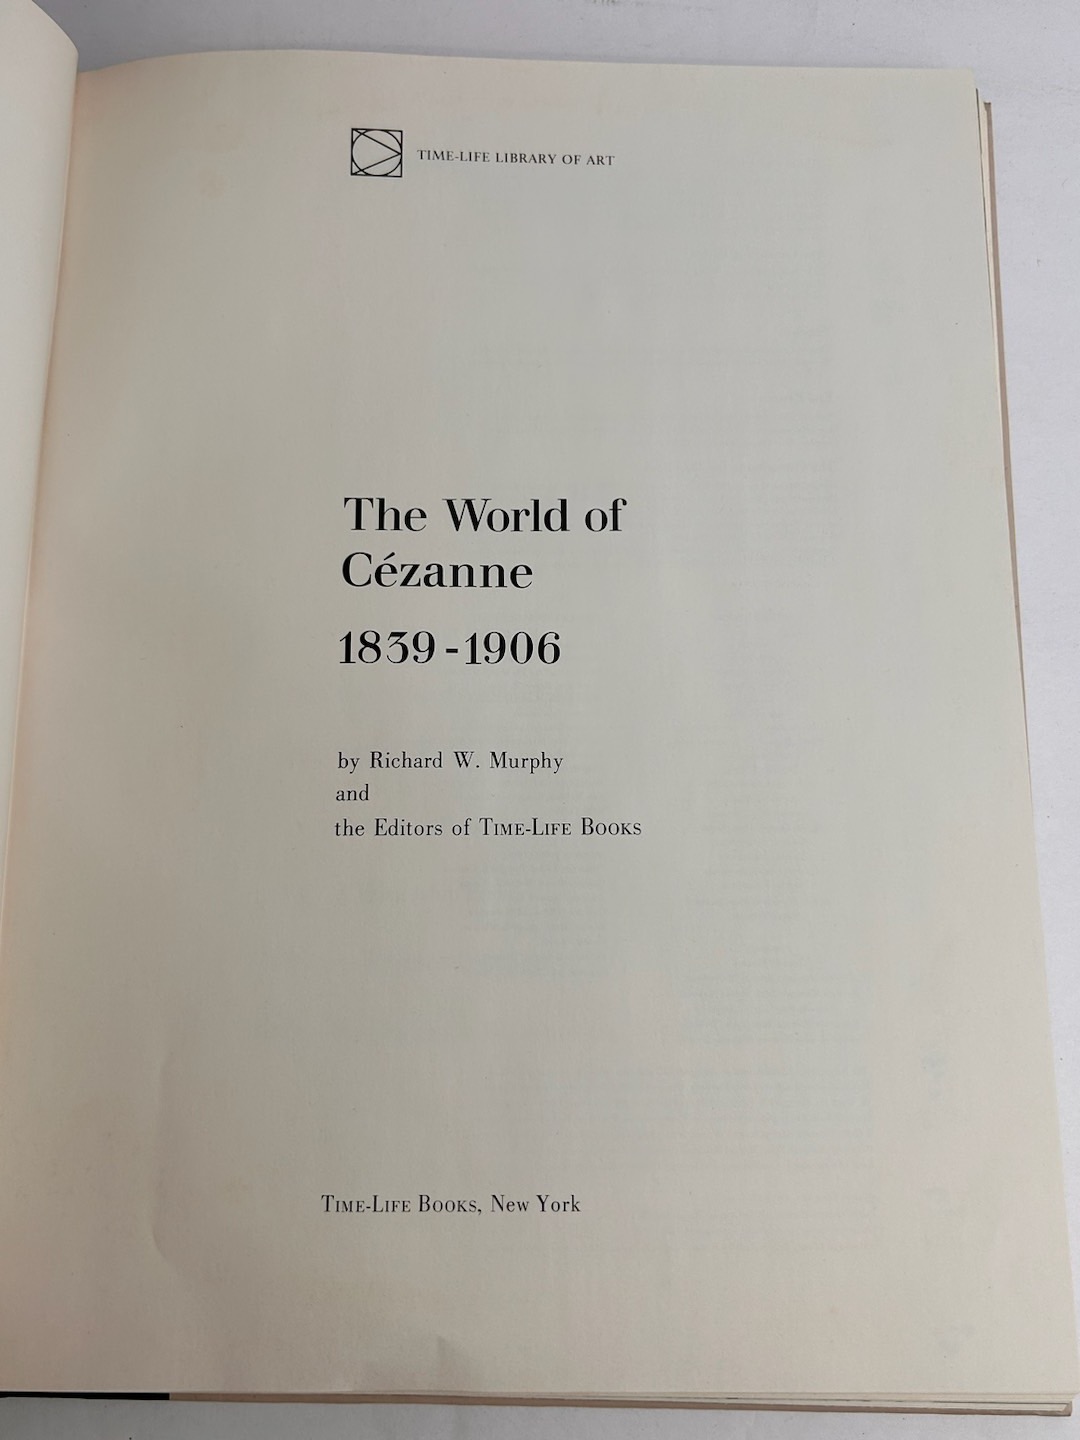 TIME-LIFE LIBRARY OF ART
The World of
Cézanne
1839-1906
by Richard W. Murphy
and
the Editors of TIME-LIFE BOOKS
TIME-LIFE BOOKS, New York